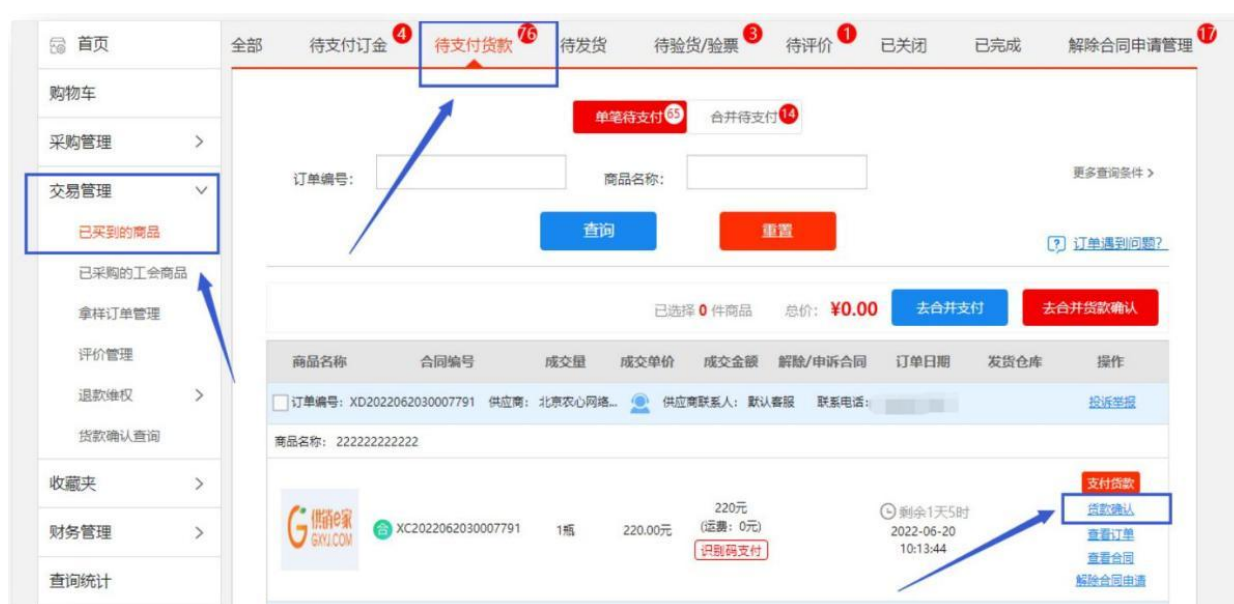 首页
全部 待支付订金 4 待支付货款 76 待发货 待验货/验票 3 待评价 1 已关闭 已完成 解除合同申请管理 17
购物车
采购管理
交易管理
已买到的商品
已采购的工会商品
拿样订单管理
评价管理
退款维权
货款确认查询
收藏夹
财务管理
查询统计
单笔待支付 65 合并待支付 14
订单编号: 商品名称: 更多查询条件 >
查询 重置
? 订单遇到问题?
已选择 0 件商品 总价: ¥0.00 去合并支付 去合并货款确认
商品名称 合同编号 成交量 成交单价 成交金额 解除/申诉合同 订单日期 发货仓库 操作
订单编号: XD2022062030007791 供应商: 北京农心网络... 供应商联系人: 默认客服 联系电话: 投诉举报
商品名称: 222222222222
供销e家
GXYJ.COM
合 XC2022062030007791 1瓶 220.00元
220元
(运费: 0元)
识别码支付
剩余1天5时
2022-06-20
10:13:44
支付货款
货款确认
查看订单
查看合同
解除合同申请